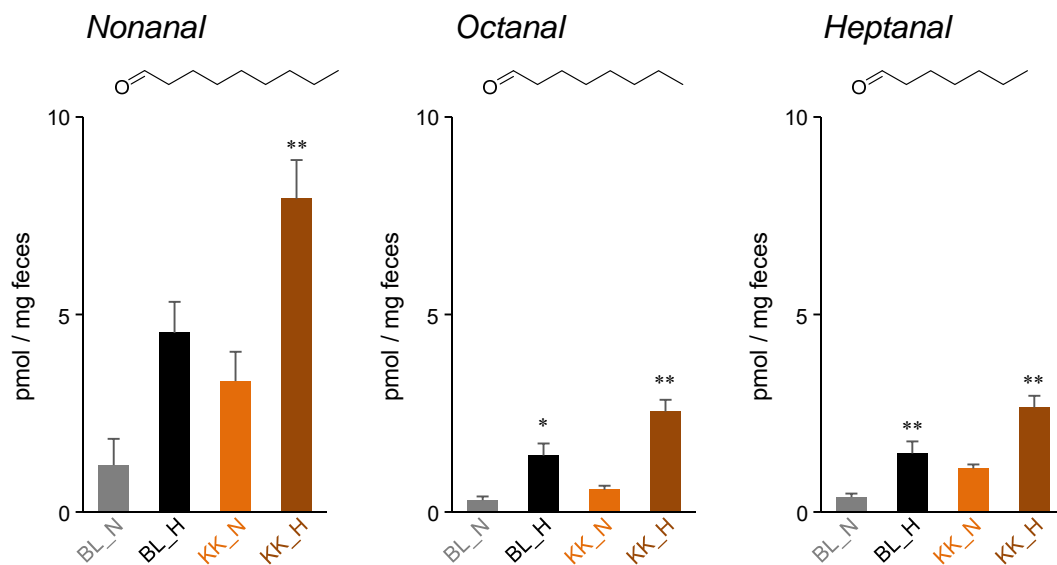 Nonanal
O
10
5
0
pmol / mg feces
**
BL_N
BL_H
KK_N
KK_H
Octanal
O
10
5
0
pmol / mg feces
*
**
BL_N
BL_H
KK_N
KK_H
Heptanal
O
10
5
0
pmol / mg feces
**
**
BL_N
BL_H
KK_N
KK_H